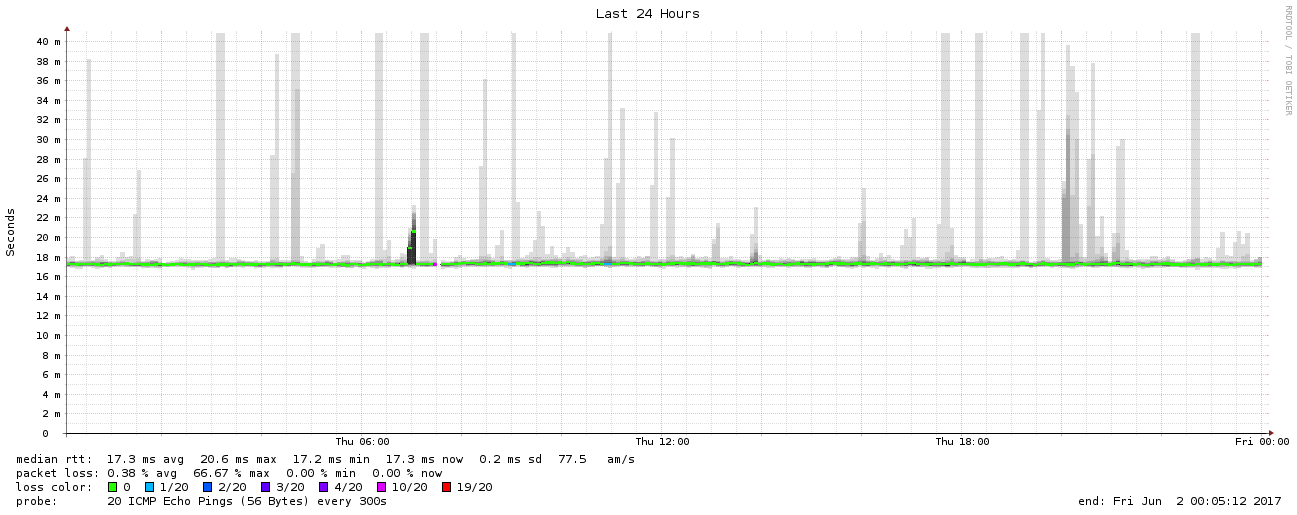 Last 24 Hours
RRDTOOL / TOBI OETIKER
Seconds
40 m
38 m
36 m
34 m
32 m
30 m
28 m
26 m
24 m
22 m
20 m
18 m
16 m
14 m
12 m
10 m
8 m
6 m
4 m
2 m
0
Thu 06:00 Thu 12:00 Thu 18:00 Fri 00:00
median rtt: 17.3 ms avg 20.6 ms max 17.2 ms min 17.3 ms now 0.2 ms sd 77.5 am/s
packet loss: 0.38 % avg 66.67 % max 0.00 % min 0.00 % now
loss color: 0 1/20 2/20 3/20 4/20 10/20 19/20
probe: 20 ICMP Echo Pings (56 Bytes) every 300s end: Fri Jun 2 00:05:12 2017